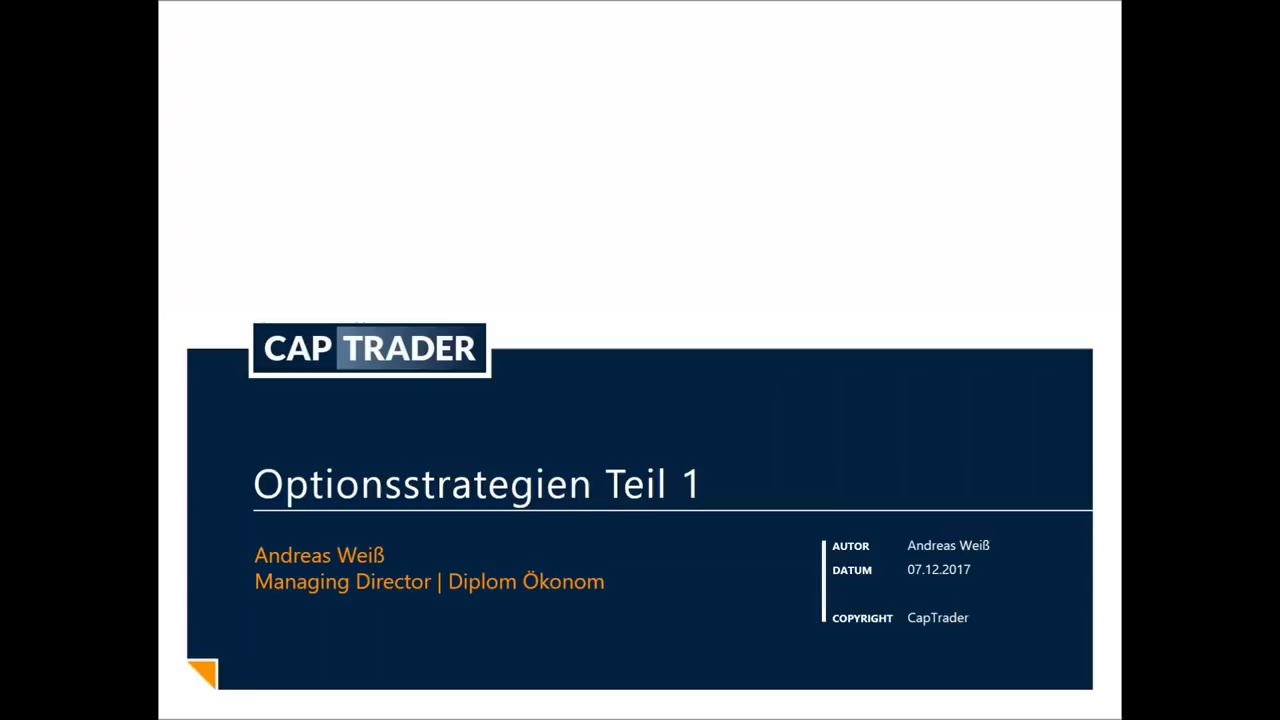 CAP TRADER
Optionsstrategien Teil 1
Andreas Weiß
Managing Director | Diplom Ökonom
AUTOR Andreas Weiß
DATUM 07.12.2017
COPYRIGHT CapTrader